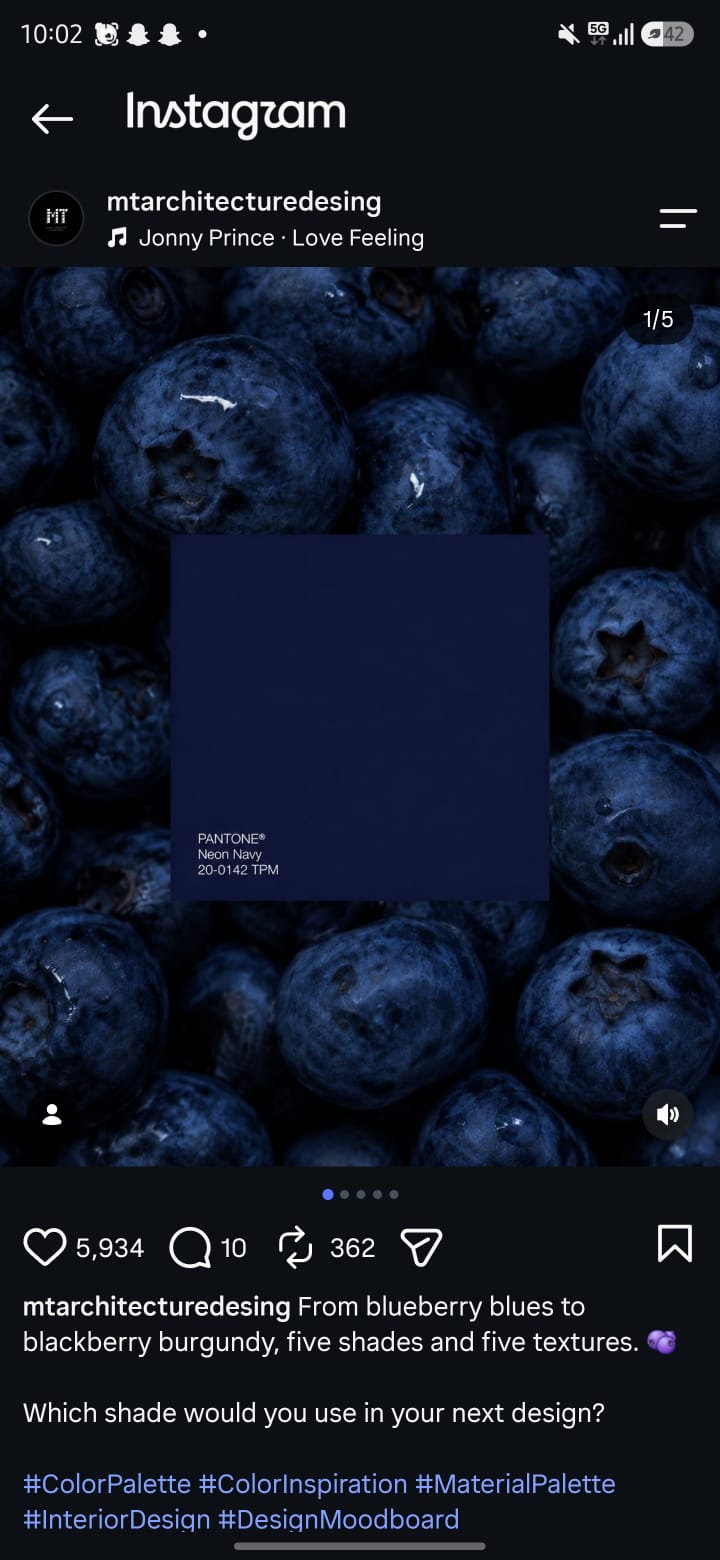 10:02
5G
42
Instagram
MT
mtarchitecturedesing
Jonny Prince · Love Feeling
1/5
PANTONE®
Neon Navy
20-0142 TPM
5,934
10
362
mtarchitecturedesing From blueberry blues to
blackberry burgundy, five shades and five textures. 🫐
Which shade would you use in your next design?
#ColorPalette #ColorInspiration #MaterialPalette
#InteriorDesign #DesignMoodboard